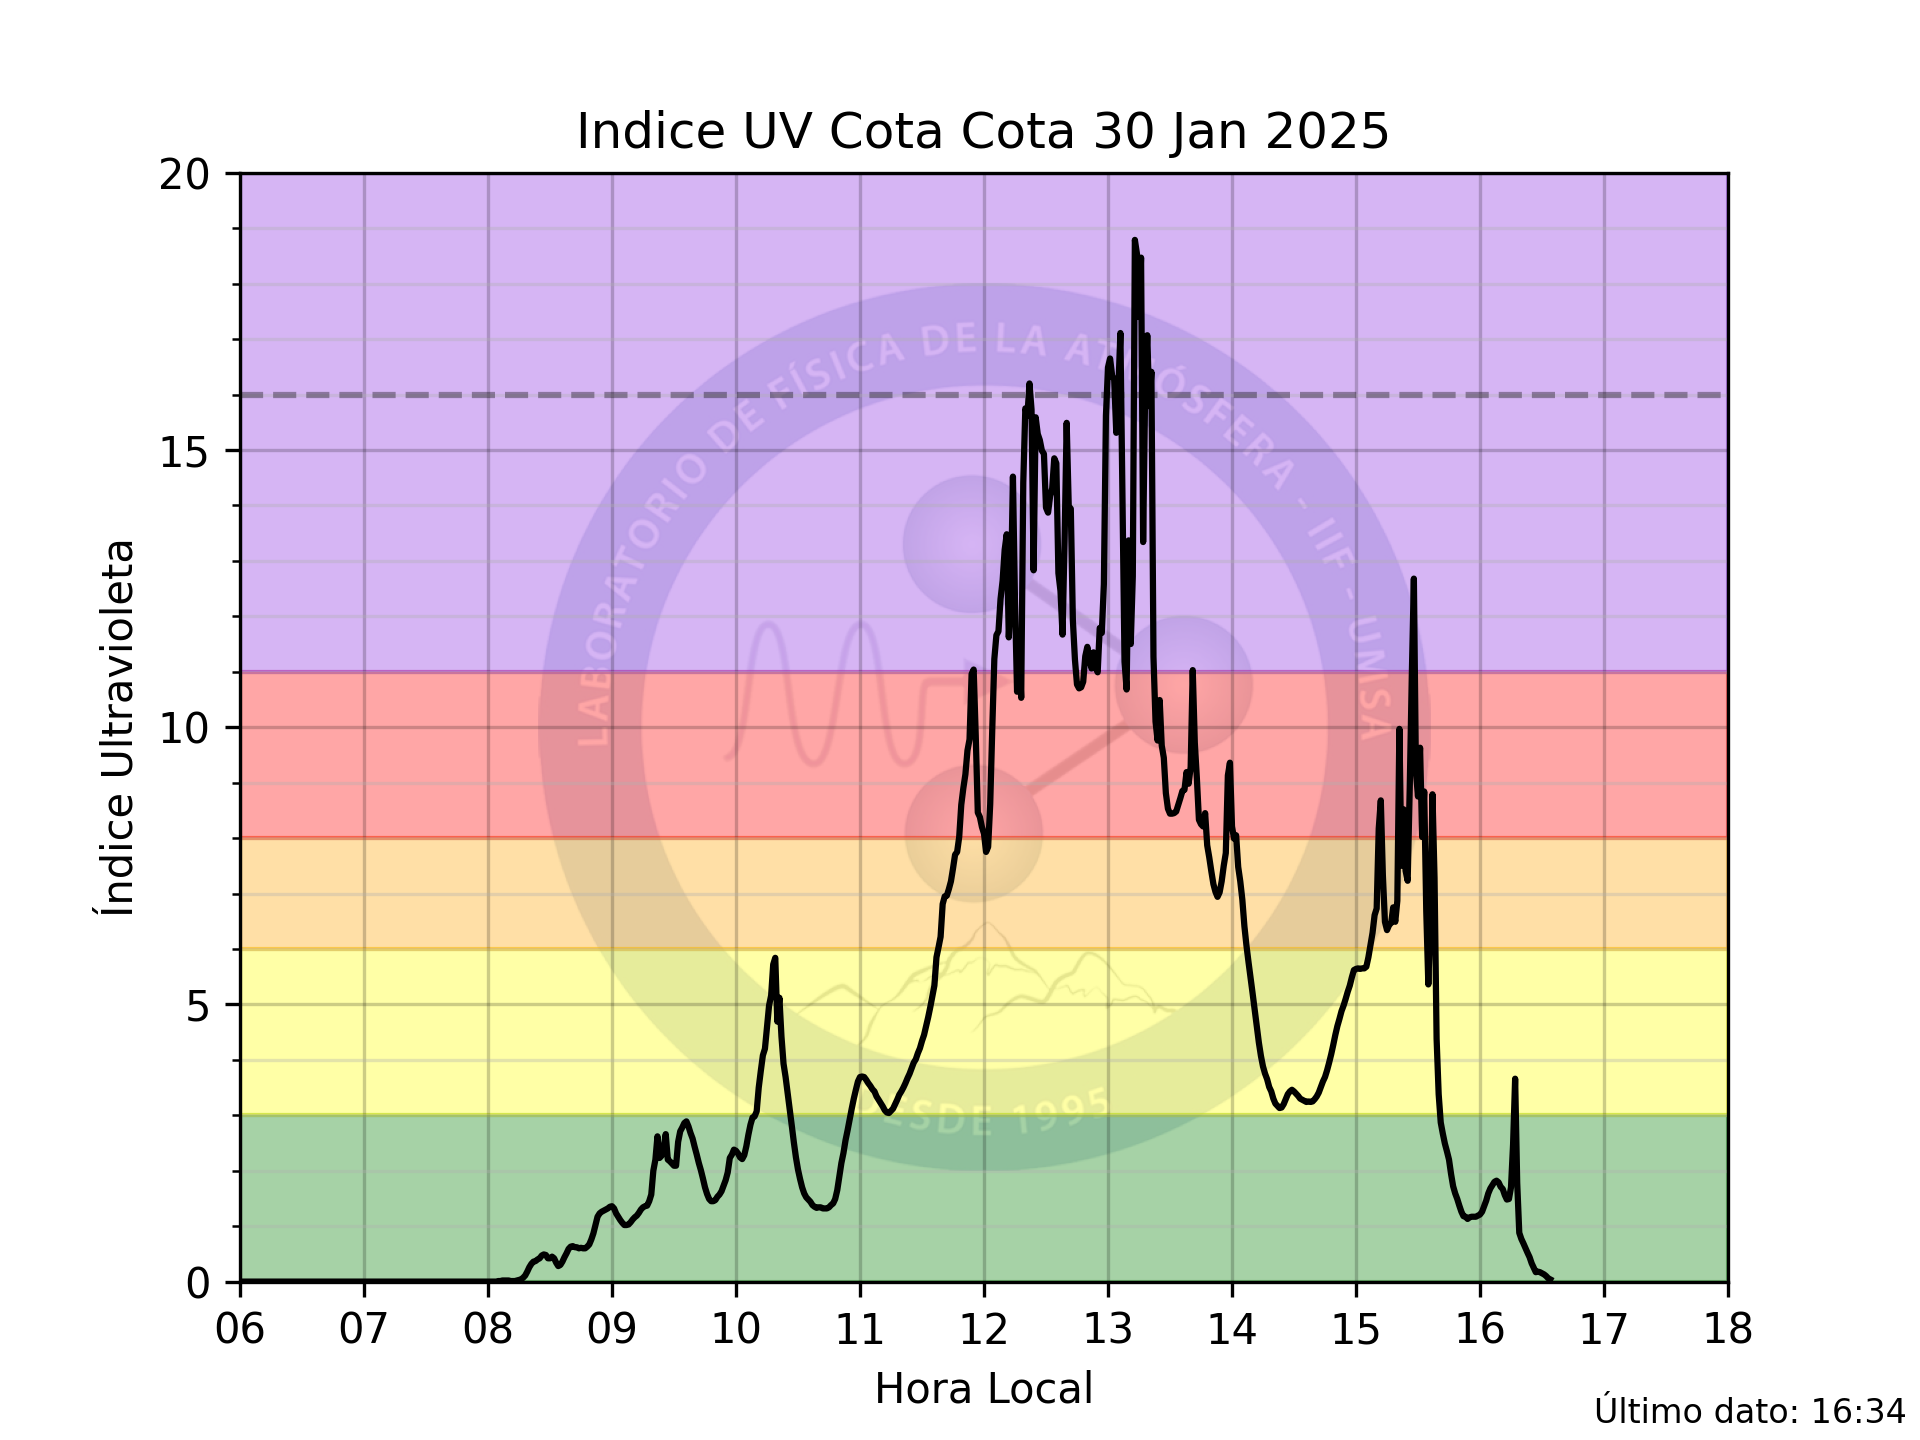 Indice UV Cota Cota 30 Jan 2025
20
15
10
5
0
Índice Ultravioleta
LABORATORIO DE FÍSICA DE LA ATMÓSFERA - IIF - UMSA
DESDE 1995
06 07 08 09 10 11 12 13 14 15 16 17 18
Hora Local
Último dato: 16:34